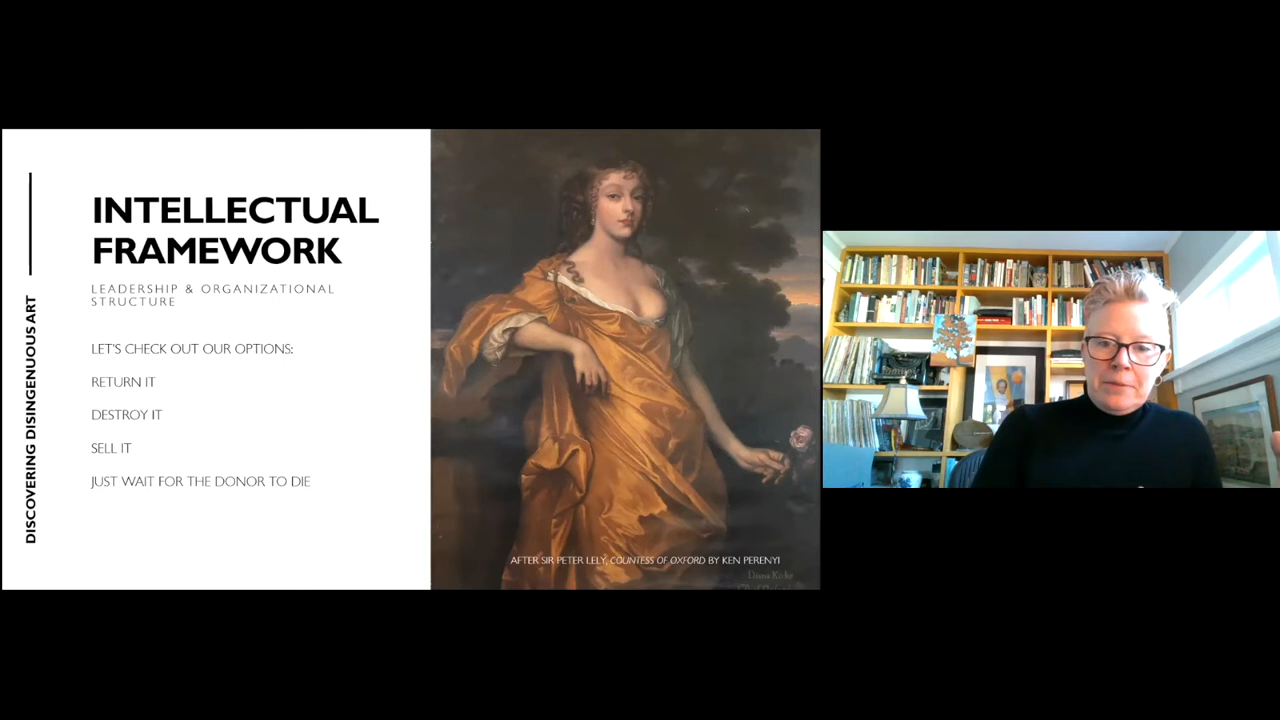 DISCOVERING DISINGENUOUS ART
INTELLECTUAL
FRAMEWORK
LEADERSHIP & ORGANIZATIONAL
STRUCTURE
LET'S CHECK OUT OUR OPTIONS:
RETURN IT
DESTROY IT
SELL IT
JUST WAIT FOR THE DONOR TO DIE
AFTER SIR PETER LELY, COUNTESS OF OXFORD BY KEN PERENYI